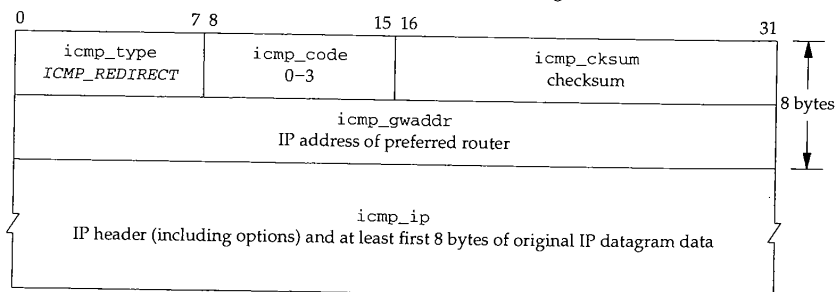 0 7 8 15 16 31
icmp_type icmp_code icmp_cksum
ICMP_REDIRECT 0–3 checksum
8 bytes
icmp_gwaddr
IP address of preferred router
icmp_ip
IP header (including options) and at least first 8 bytes of original IP datagram data